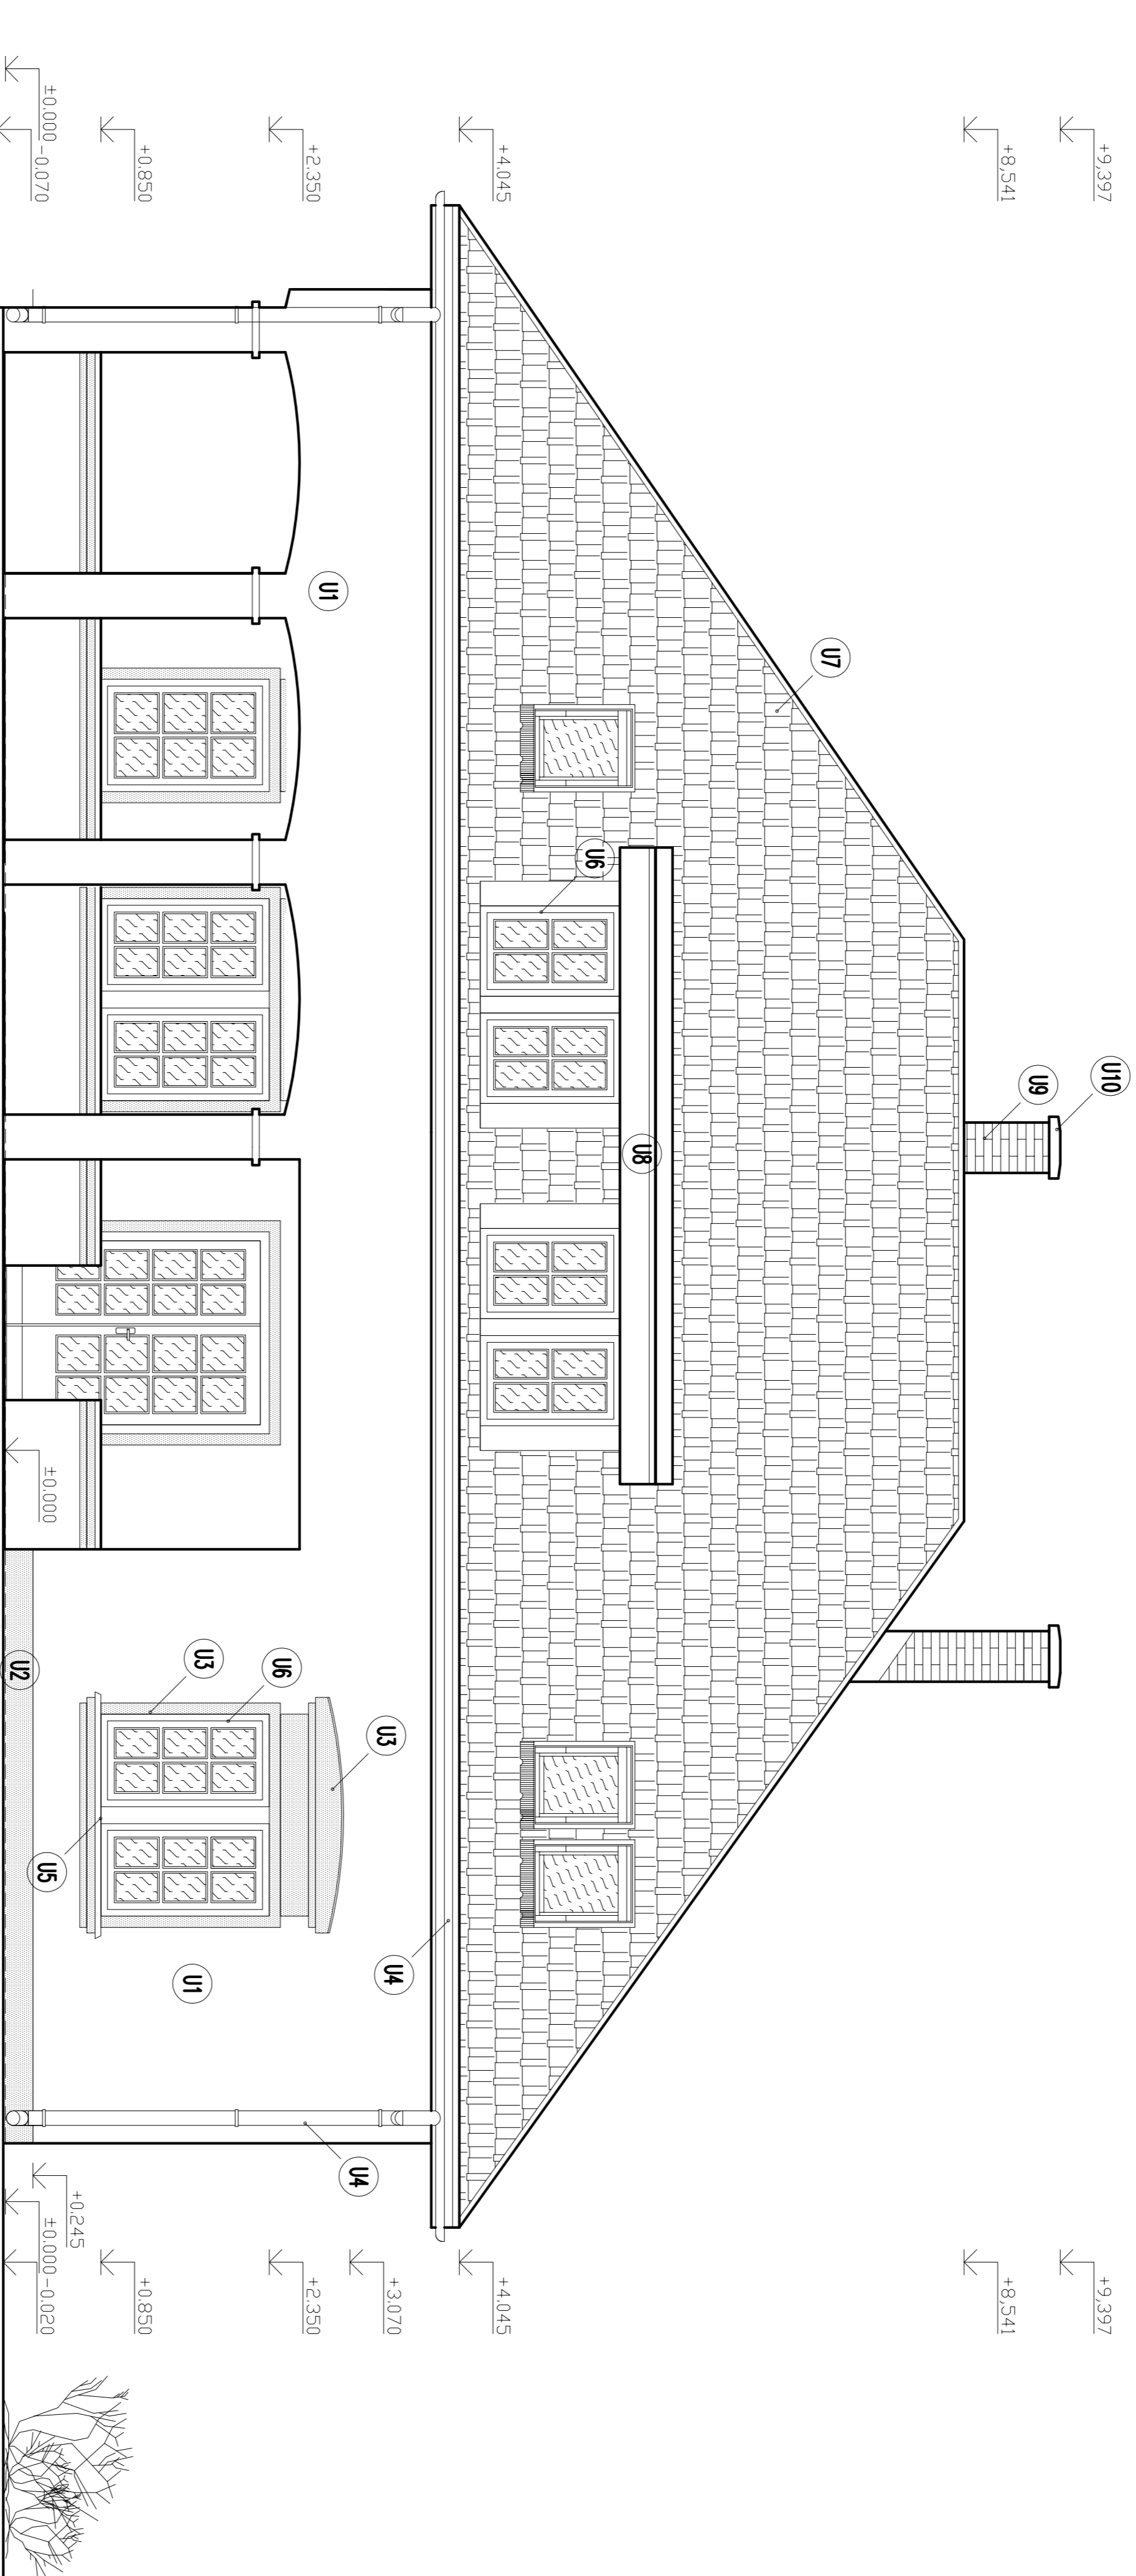 +9,397
+8,541
+4,045
+2,350
+0,850
±0,000
-0,070
U10
U9
U7
U8
U6
U1
U4
U3
U6
U3
U5
U1
U2
U4
±0,000
+9,397
+8,541
+4,045
+3,070
+2,350
+0,850
+0,245
±0,000
-0,020